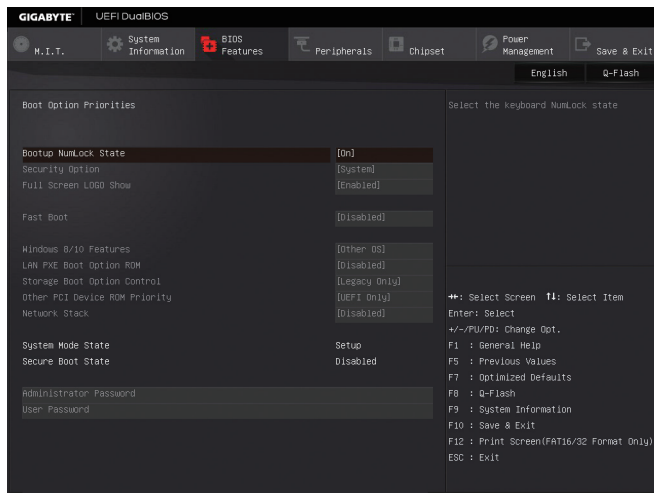 GIGABYTE™ UEFI DualBIOS
M.I.T.
System Information
BIOS Features
Peripherals
Chipset
Power Management
Save & Exit
English Q-Flash
Boot Option Priorities
Select the keyboard NumLock state
Bootup NumLock State [On]
Security Option [System]
Full Screen LOGO Show [Enabled]
Fast Boot [Disabled]
Windows 8/10 Features [Other OS]
LAN PXE Boot Option ROM [Disabled]
Storage Boot Option Control [Legacy Only]
Other PCI Device ROM Priority [UEFI Only]
Network Stack [Disabled]
System Mode State Setup
Secure Boot State Disabled
Administrator Password
User Password
→←: Select Screen ↑↓: Select Item
Enter: Select
+/-/PU/PD: Change Opt.
F1 : General Help
F5 : Previous Values
F7 : Optimized Defaults
F8 : Q-Flash
F9 : System Information
F10 : Save & Exit
F12 : Print Screen(FAT16/32 Format Only)
ESC : Exit